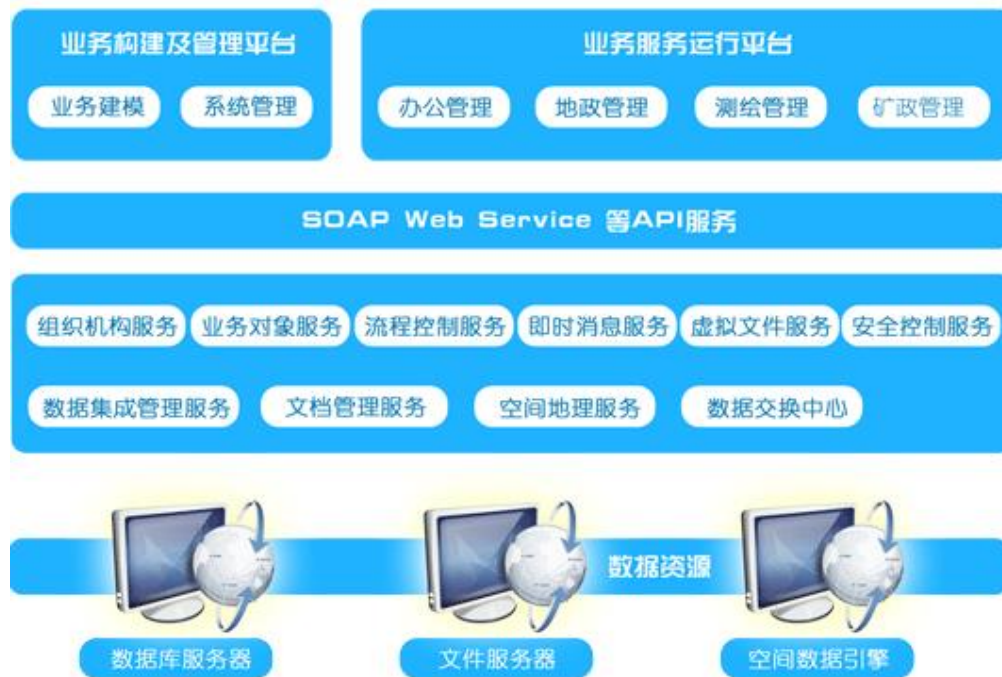 业务构建及管理平台 业务服务运行平台
业务建模 系统管理 办公管理 地政管理 测绘管理 矿政管理
SOAP Web Service 等API服务
组织机构服务 业务对象服务 流程控制服务 即时消息服务 虚拟文件服务 安全控制服务
数据集成管理服务 文档管理服务 空间地理服务 数据交换中心
数据资源
数据库服务器 文件服务器 空间数据引擎